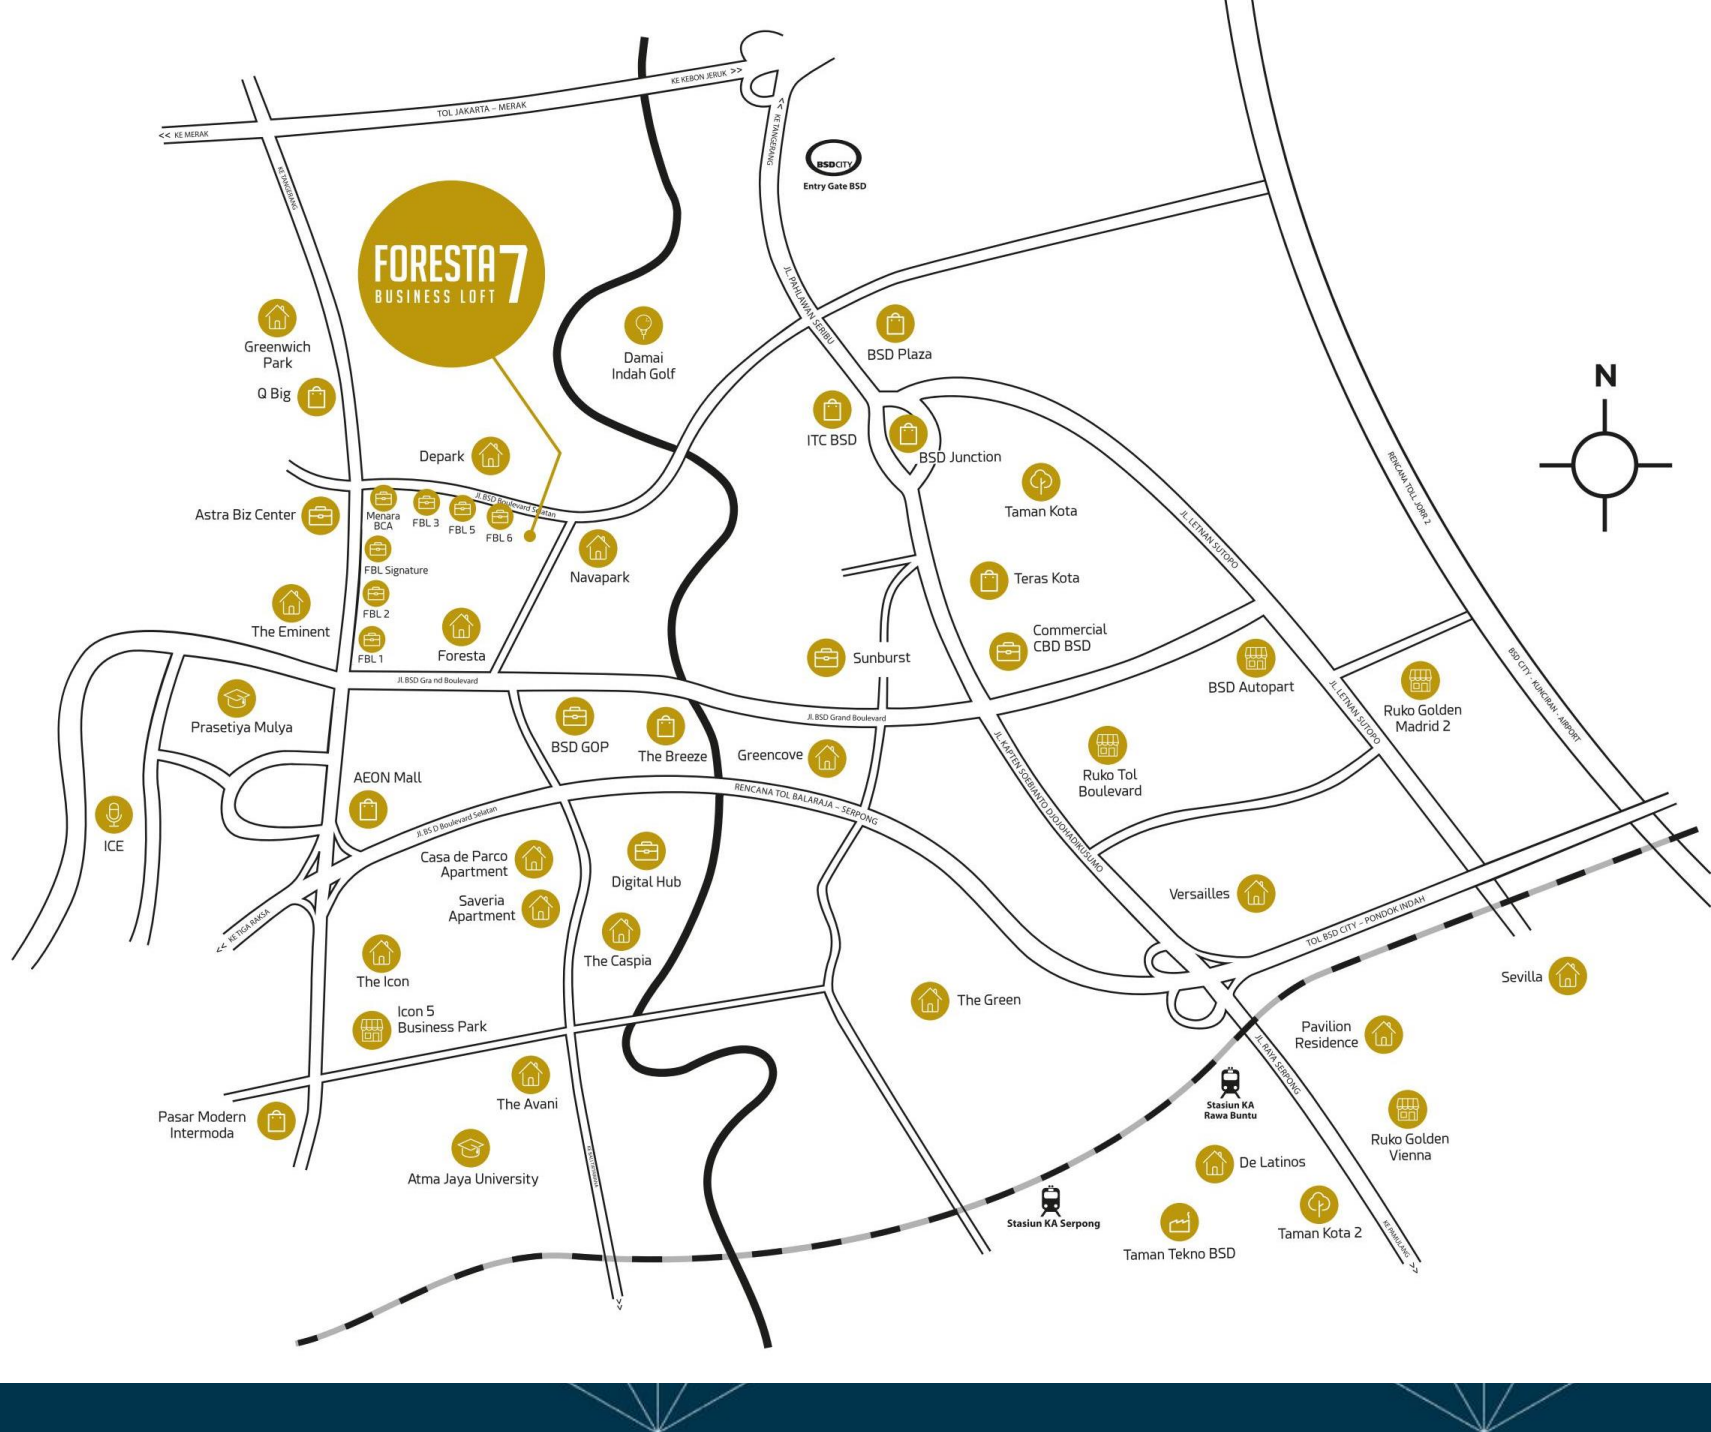 KE KEBON JERUK >>
TOL JAKARTA – MERAK
<< KE MERAK
<< KE TANGERANG
KE TANGERANG
BSDCITY
Entry Gate BSD
FORESTA 7
BUSINESS LOFT
JL. PAHLAWAN SERIBU
Greenwich
Park
Damai
Indah Golf
BSD Plaza
N
Q Big
ITC BSD
BSD Junction
Depark
RENCANA TOLL JORR 2
Jl. BSD Boulevard Selatan
Astra Biz Center
Menara
BCA
FBL 3
FBL 5
FBL 6
Taman Kota
JL. LETNAN SUTOPO
FBL Signature
Navapark
Teras Kota
FBL 2
The Eminent
Foresta
FBL 1
Sunburst
Commercial
CBD BSD
BSD Autopart
JL. LETNAN SUTOPO
BSD CITY - KUNCIRAN - AIRPORT
Jl. BSD Gra nd Boulevard
Prasetiya Mulya
Jl. BSD Grand Boulevard
Ruko Golden
Madrid 2
BSD GOP
The Breeze
Greencove
JL. KAPTEN SOEBIANTO DJOJOHADIKUSUMO
Ruko Tol
Boulevard
AEON Mall
RENCANA TOL BALARAJA – SERPONG
Jl. BS D Boulevard Selatan
ICE
Casa de Parco
Apartment
Digital Hub
Saveria
Apartment
Versailles
<< KE TIGA RAKSA
TOL BSD CITY – PONDOK INDAH
The Caspia
The Icon
Sevilla
The Green
Icon 5
Business Park
Pavilion
Residence
JL. RAYA SERPONG
The Avani
Stasiun KA
Rawa Buntu
Pasar Modern
Intermoda
Ruko Golden
Vienna
Atma Jaya University
De Latinos
Stasiun KA Serpong
Taman Kota 2
Taman Tekno BSD
KE PAMULANG >>
>>